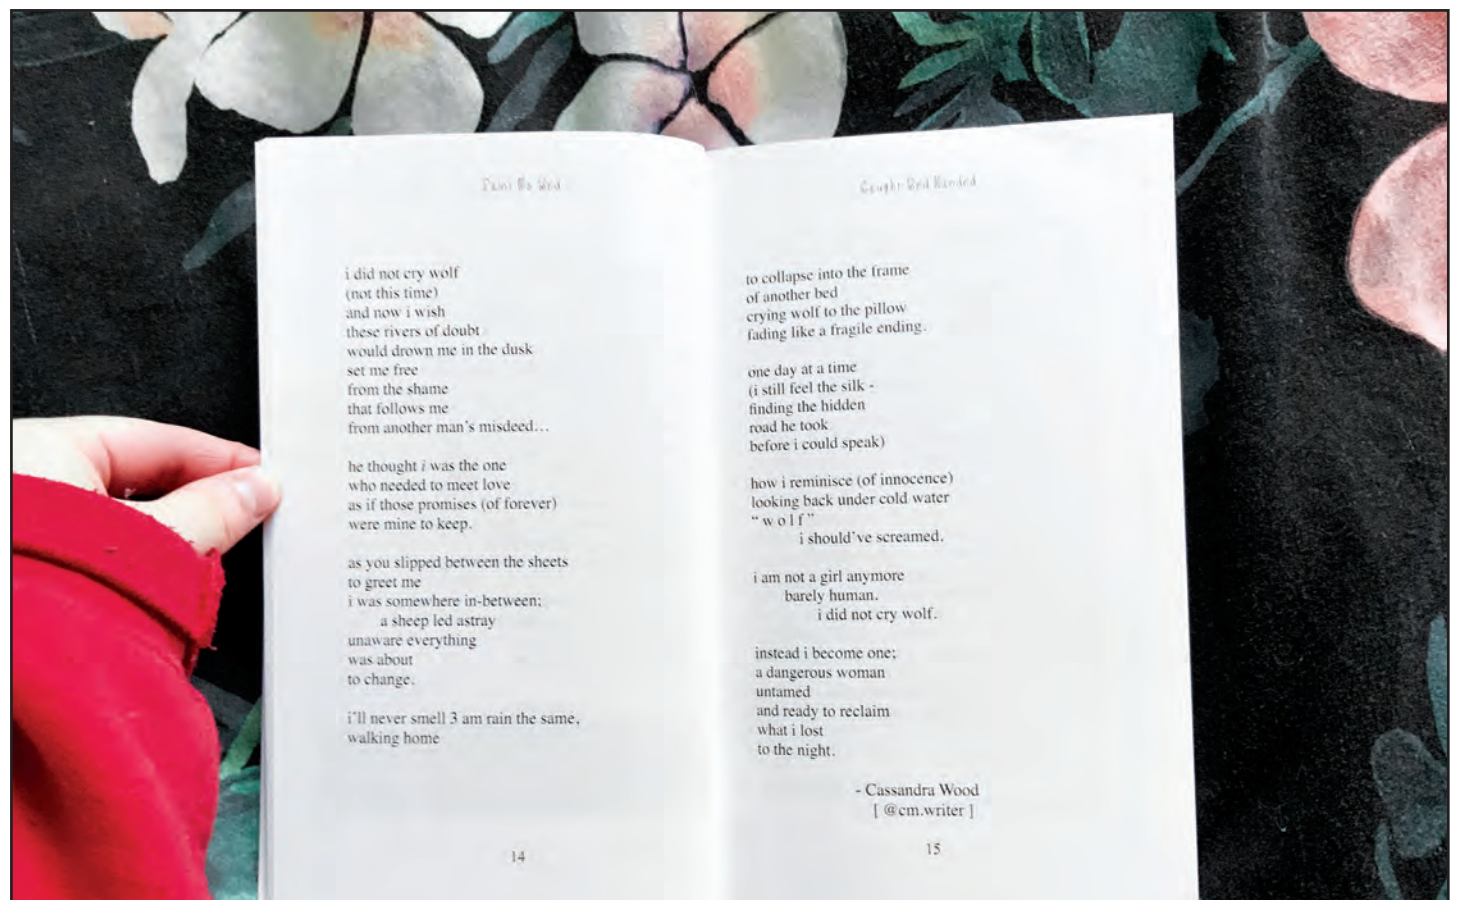 Paint Me Red
i did not cry wolf
(not this time)
and now i wish
these rivers of doubt
would drown me in the dusk
set me free
from the shame
that follows me
from another man's misdeed...
he thought i was the one
who needed to meet love
as if those promises (of forever)
were mine to keep.
as you slipped between the sheets
to greet me
i was somewhere in-between;
a sheep led astray
unaware everything
was about
to change.
i'll never smell 3 am rain the same,
walking home
14
Caught Red Handed
to collapse into the frame
of another bed
crying wolf to the pillow
fading like a fragile ending.
one day at a time
(i still feel the silk -
finding the hidden
road he took
before i could speak)
how i reminisce (of innocence)
looking back under cold water
“ w o l f ”
i should've screamed.
i am not a girl anymore
barely human.
i did not cry wolf.
instead i become one;
a dangerous woman
untamed
and ready to reclaim
what i lost
to the night.
- Cassandra Wood
[ @cm.writer ]
15